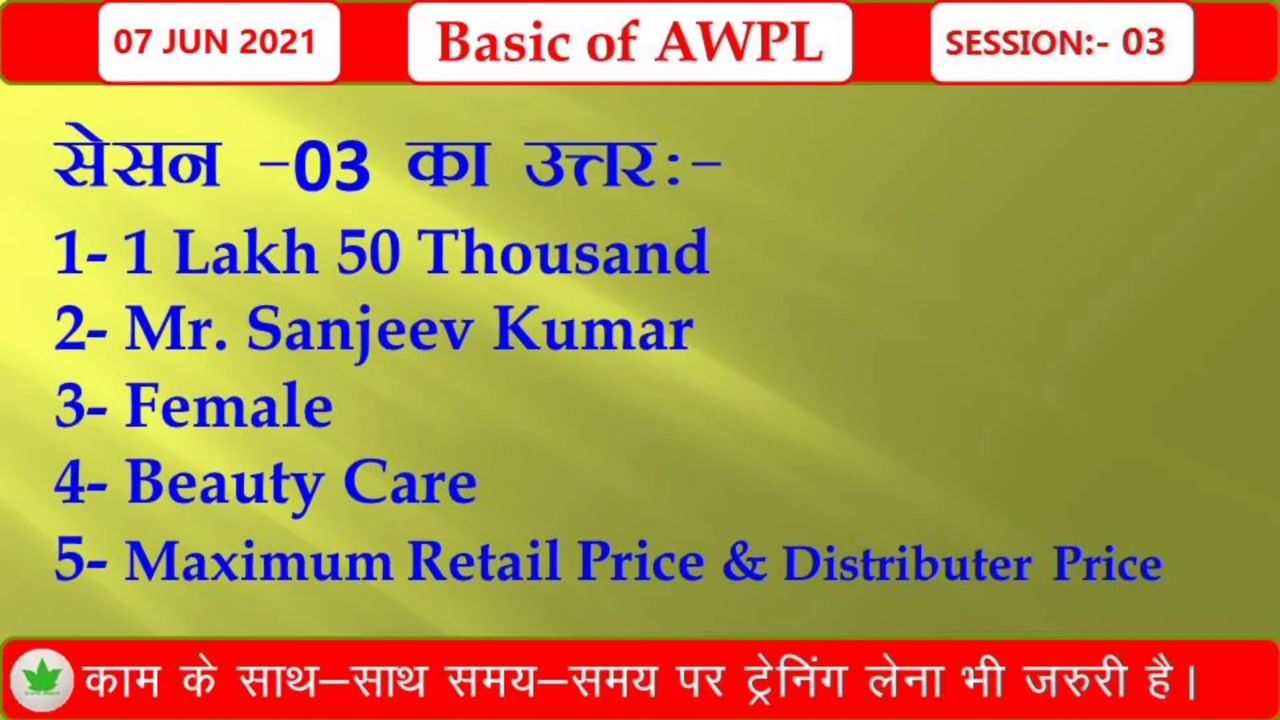 07 JUN 2021
Basic of AWPL
SESSION:- 03
सेसन -03 का उत्तर:-
1- 1 Lakh 50 Thousand
2- Mr. Sanjeev Kumar
3- Female
4- Beauty Care
5- Maximum Retail Price & Distributer Price
काम के साथ–साथ समय–समय पर ट्रेनिंग लेना भी जरुरी है।